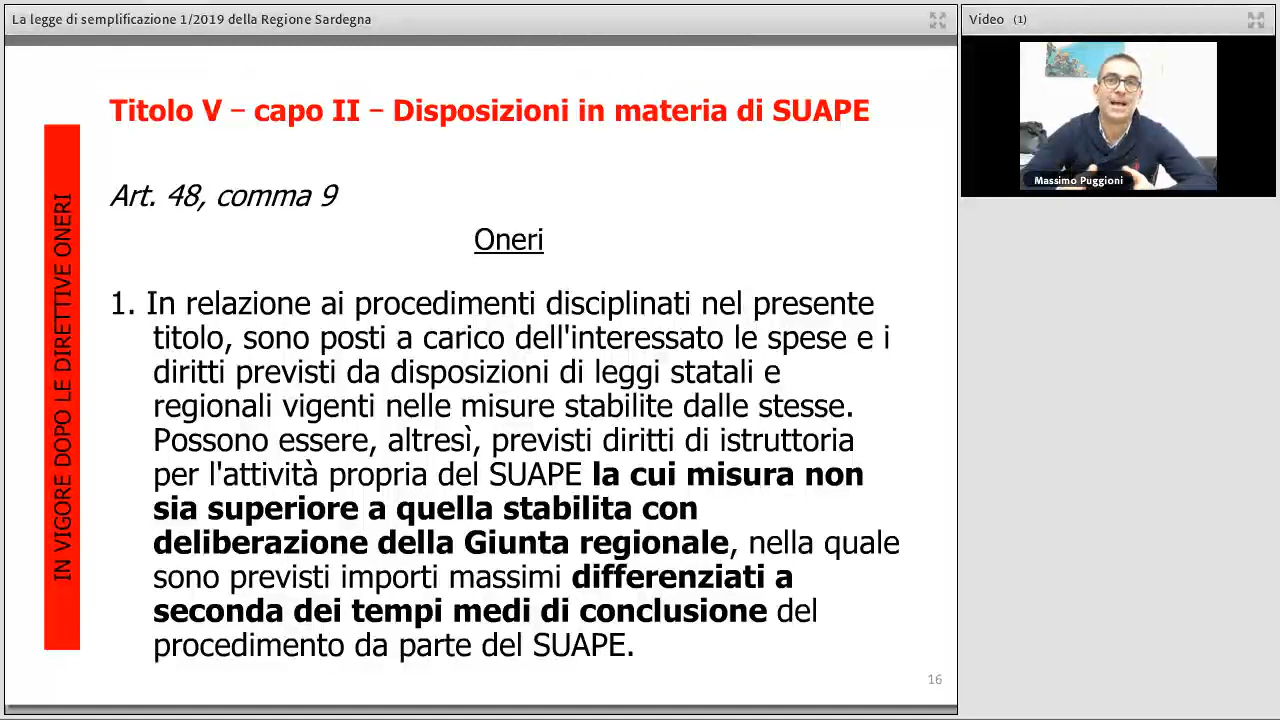 La legge di semplificazione 1/2019 della Regione Sardegna
Video (1)
Massimo Puggioni
Titolo V – capo II – Disposizioni in materia di SUAPE
IN VIGORE DOPO LE DIRETTIVE ONERI
Art. 48, comma 9
Oneri
1. In relazione ai procedimenti disciplinati nel presente
titolo, sono posti a carico dell'interessato le spese e i
diritti previsti da disposizioni di leggi statali e
regionali vigenti nelle misure stabilite dalle stesse.
Possono essere, altresì, previsti diritti di istruttoria
per l'attività propria del SUAPE la cui misura non
sia superiore a quella stabilita con
deliberazione della Giunta regionale, nella quale
sono previsti importi massimi differenziati a
seconda dei tempi medi di conclusione del
procedimento da parte del SUAPE.
16